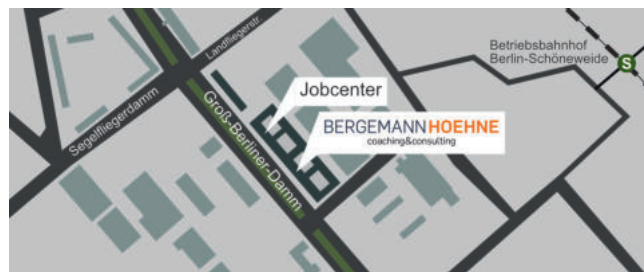 Landfliegerstr.
Betriebsbahnhof
Berlin-Schöneweide
S
Jobcenter
Segelfliegerdamm
Groß-Berliner-Damm
BERGEMANNHOEHNE
coaching&consulting